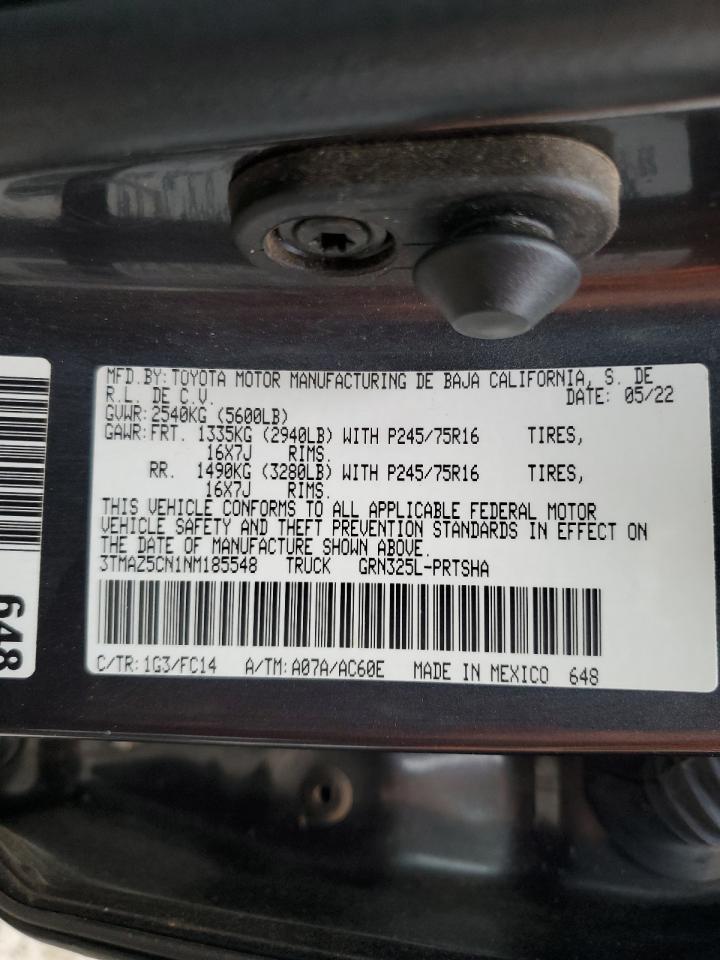 MFD.BY:TOYOTA MOTOR MANUFACTURING DE BAJA CALIFORNIA, S. DE
R.L. DE C.V. DATE: 05/22
GVWR:2540KG (5600LB)
GAWR:FRT. 1335KG (2940LB) WITH P245/75R16 TIRES,
16X7J RIMS.
RR. 1490KG (3280LB) WITH P245/75R16 TIRES,
16X7J RIMS.
THIS VEHICLE CONFORMS TO ALL APPLICABLE FEDERAL MOTOR
VEHICLE SAFETY AND THEFT PREVENTION STANDARDS IN EFFECT ON
THE DATE OF MANUFACTURE SHOWN ABOVE.
3TMAZ5CN1NM185548 TRUCK GRN325L-PRTSHA
C/TR:1G3/FC14 A/TM:A07A/AC60E MADE IN MEXICO 648
648